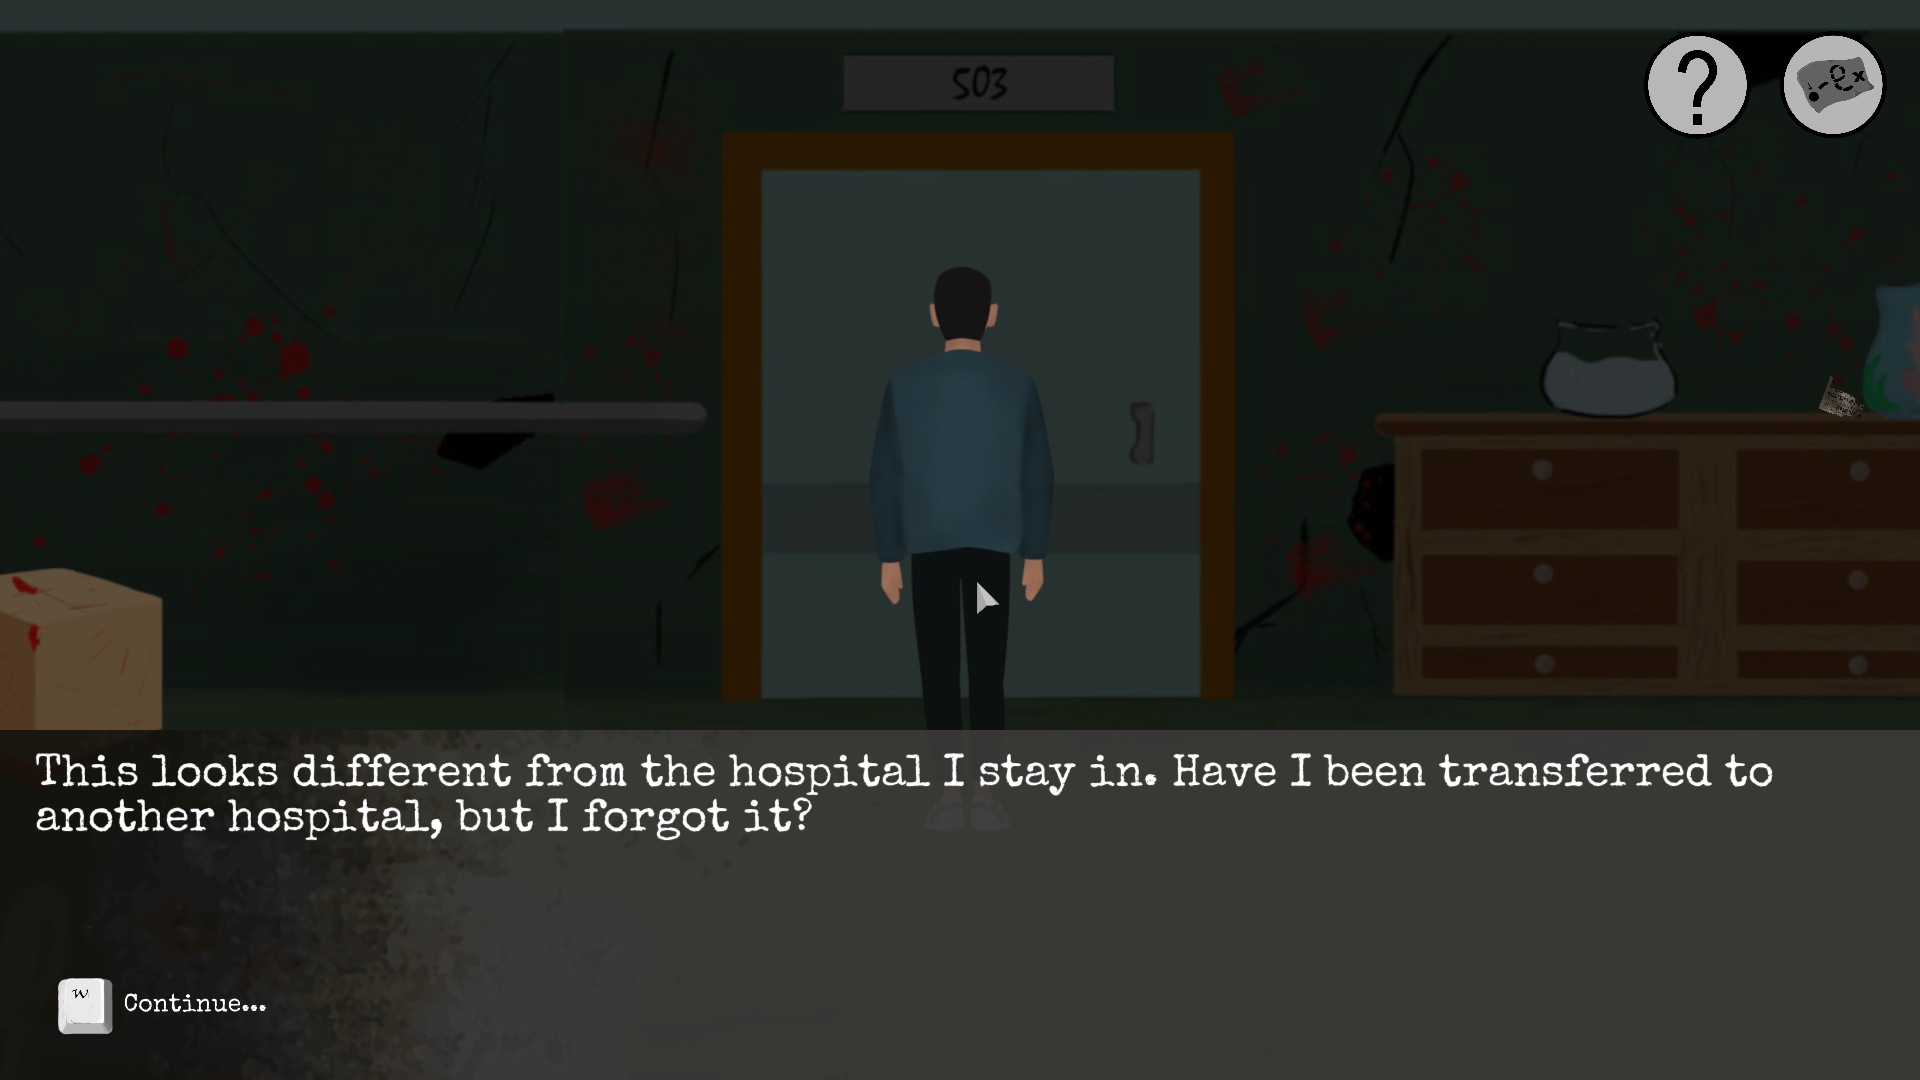 503
?
This looks different from the hospital I stay in. Have I been transferred to
another hospital, but I forgot it?
W
Continue...